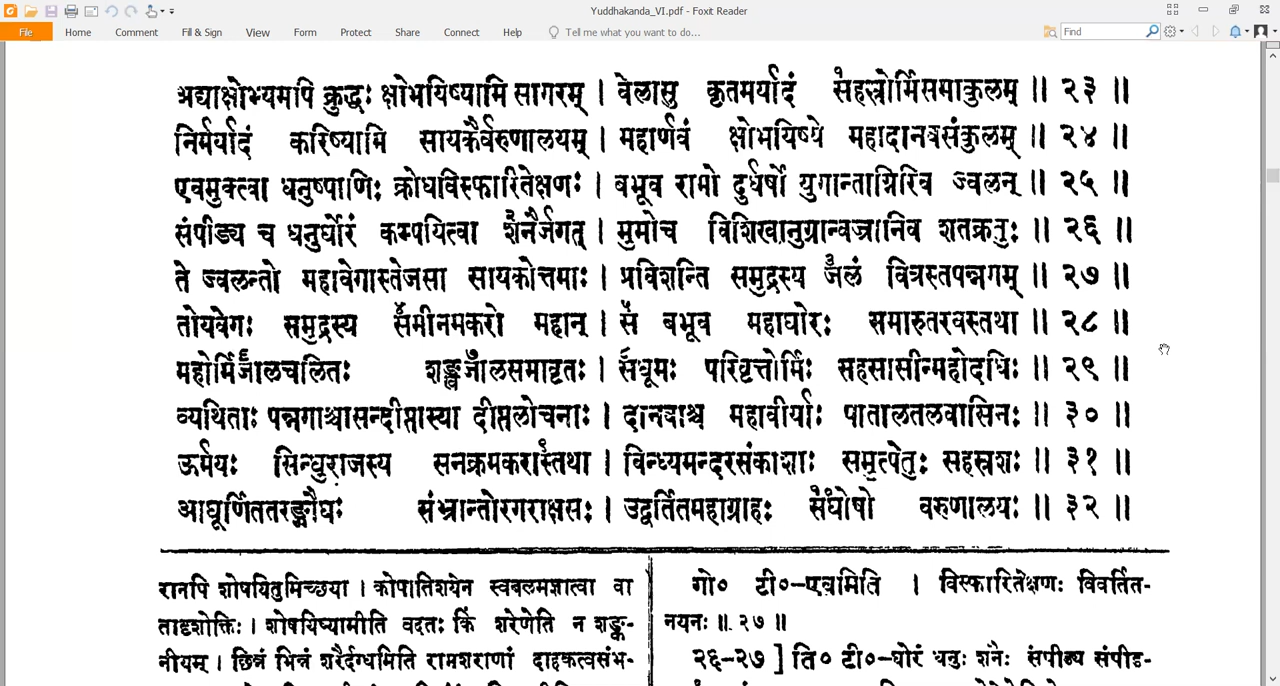 Yuddhakanda_VI.pdf - Foxit Reader
File Home Comment Fill & Sign View Form Protect Share Connect Help Tell me what you want to do... Find
अद्याक्षोभ्यमपि क्रुद्धः क्षोभयिष्यामि सागरम् । वेलासु कृतमर्यादं सहस्रोर्मिसमाकुलम् ॥ २३ ॥
निर्मर्यादं करिष्यामि सायकैर्वरुणालयम् । महार्णवं क्षोभयिष्ये महादानवसंकुलम् ॥ २४ ॥
एवमुक्त्वा धनुष्पाणिः क्रोधविस्फारितेक्षणः । बभूव रामो दुर्धर्षो युगान्ताग्निरिव ज्वलन् ॥ २५ ॥
संपीड्य च धनुर्घोरं कम्पयित्वा शनैर्जगत् । मुमोच विशिखानुग्रान्वज्रानिव शतक्रतुः ॥ २६ ॥
ते ज्वलन्तो महावेगास्तेजसा सायकोत्तमाः । प्रविशन्ति समुद्रस्य जलं वित्रस्तपन्नगम् ॥ २७ ॥
तोयवेगः समुद्रस्य समीनमकरो महान् । स बभूव महाघोरः समारुतरवस्तथा ॥ २८ ॥
महोर्मिजालचलितः शङ्खजालसमावृतः । सधूमः परिवृत्तोर्मिः सहसासीन्महोदधिः ॥ २९ ॥
व्यथिताः पन्नगाश्चासन्दीप्तास्या दीप्तलोचनाः । दानवाश्च महावीर्याः पातालतलवासिनः ॥ ३० ॥
ऊर्मयः सिन्धुराजस्य सनक्रमकरास्तथा । विन्ध्यमन्दरसंकाशाः समुत्पेतुः सहस्रशः ॥ ३१ ॥
आघूर्णिततरङ्गौघः संभ्रान्तोरगराक्षसः । उद्वर्तितमहाग्राहः संघोषो वरुणालयः ॥ ३२ ॥
रानपि शोषयितुमिच्छया । कोपातिशयेन स्वबलमज्ञात्वा वा
तादृशोक्तिः । शोषयिष्यामीति वदतः किं शरेणेति न शङ्क-
नीयम् । छिन्नं भिन्नं शरैर्दग्धमिति रामशराणां दाहकत्वसंभ-
गो० टी०-एवमिति । विस्फारितेक्षणः विवर्तित-
नयनः ॥ २७ ॥
२६-२७ ] ति० टी०-घोरं धनुः शनैः संपीड्य संपीड-